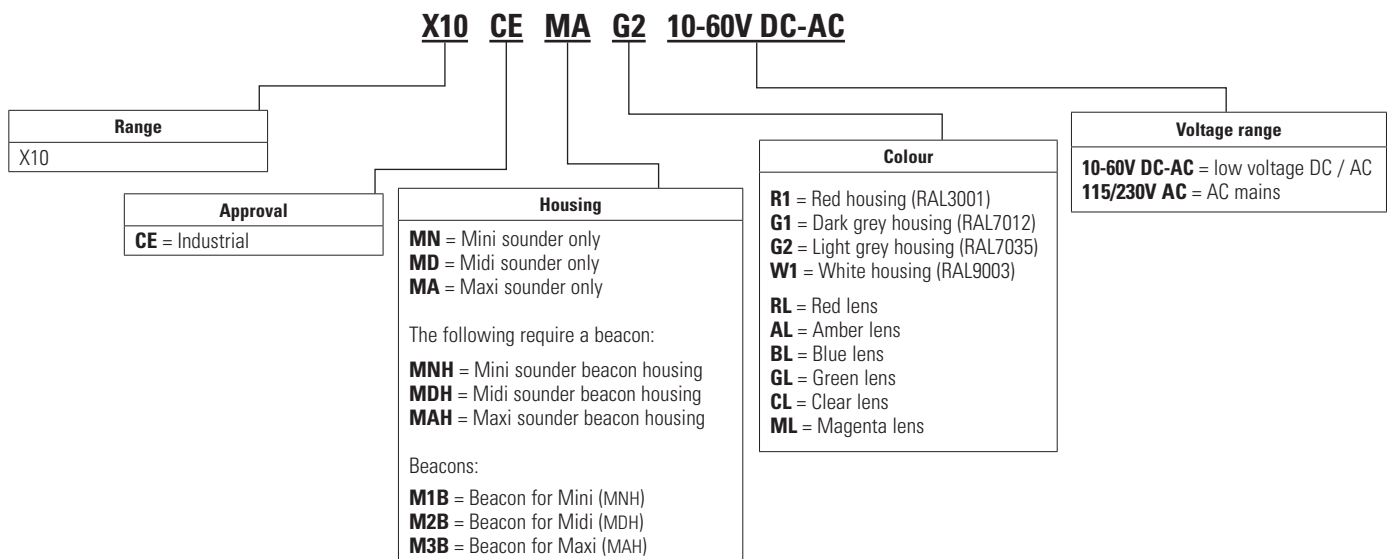 X10 CE MA G2 10-60V DC-AC
Range
X10
Approval
CE = Industrial
Housing
MN = Mini sounder only
MD = Midi sounder only
MA = Maxi sounder only
The following require a beacon:
MNH = Mini sounder beacon housing
MDH = Midi sounder beacon housing
MAH = Maxi sounder beacon housing
Beacons:
M1B = Beacon for Mini (MNH)
M2B = Beacon for Midi (MDH)
M3B = Beacon for Maxi (MAH)
Colour
R1 = Red housing (RAL3001)
G1 = Dark grey housing (RAL7012)
G2 = Light grey housing (RAL7035)
W1 = White housing (RAL9003)
RL = Red lens
AL = Amber lens
BL = Blue lens
GL = Green lens
CL = Clear lens
ML = Magenta lens
Voltage range
10-60V DC-AC = low voltage DC / AC
115/230V AC = AC mains